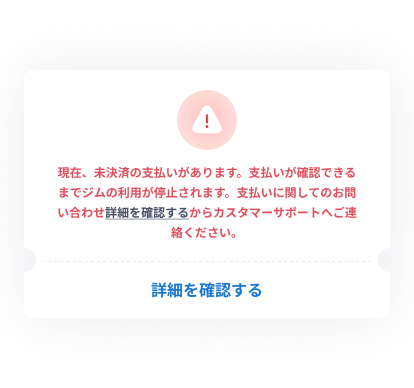 現在、未決済の支払いがあります。支払いが確認できる
までジムの利用が停止されます。支払いに関してのお問
い合わせ詳細を確認するからカスタマーサポートへご連
絡ください。
詳細を確認する